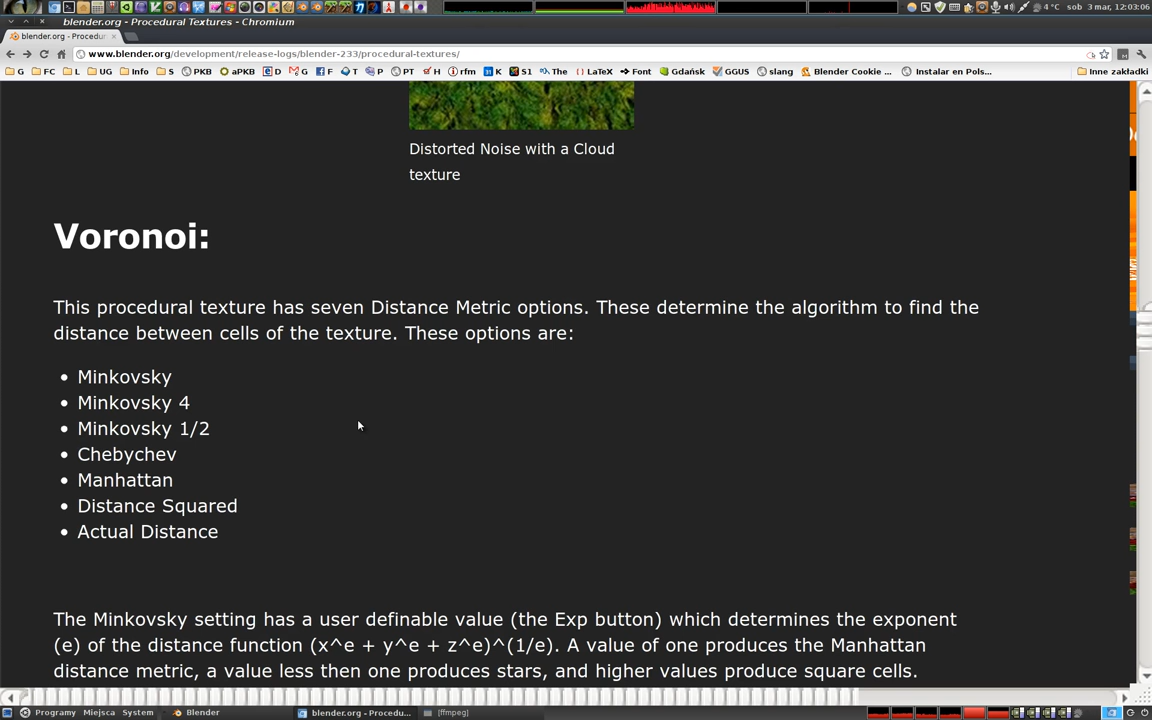 4 °C
sob 3 mar, 12:03:06
blender.org - Procedural Textures - Chromium
blender.org - Procedur
www.blender.org/development/release-logs/blender-233/procedural-textures/
G FC L UG Info S PKB aPKB D G F T P PT H rfm K S1 The LaTeX Font Gdańsk GGUS slang Blender Cookie ... Instalar en Pols... Inne zakładki
Distorted Noise with a Cloud
texture
Voronoi:
This procedural texture has seven Distance Metric options. These determine the algorithm to find the
distance between cells of the texture. These options are:
Minkovsky
Minkovsky 4
Minkovsky 1/2
Chebychev
Manhattan
Distance Squared
Actual Distance
The Minkovsky setting has a user definable value (the Exp button) which determines the exponent
(e) of the distance function (x^e + y^e + z^e)^(1/e). A value of one produces the Manhattan
distance metric, a value less then one produces stars, and higher values produce square cells.
Programy Miejsca System Blender blender.org - Procedu... [ffmpeg]